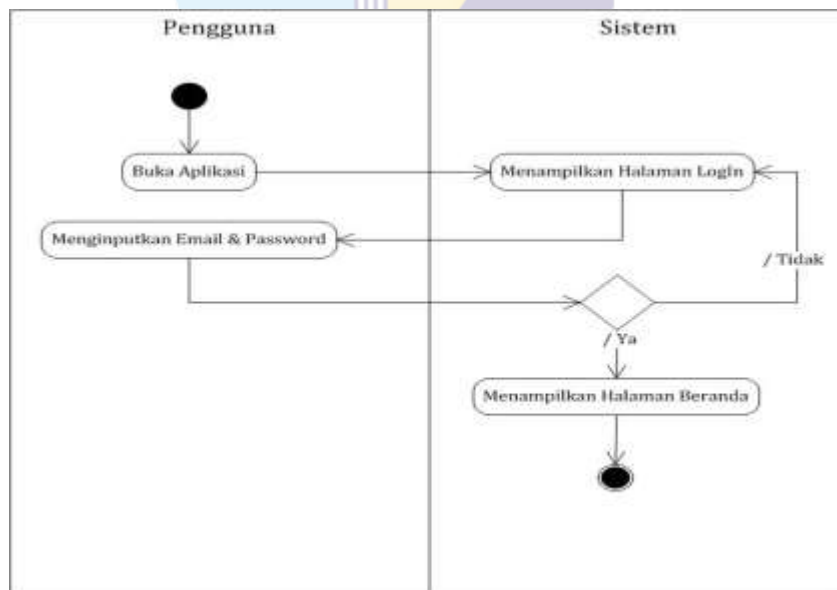 Pengguna
Sistem
Buka Aplikasi
Menampilkan Halaman LogIn
Menginputkan Email & Password
/ Tidak
/ Ya
Menampilkan Halaman Beranda